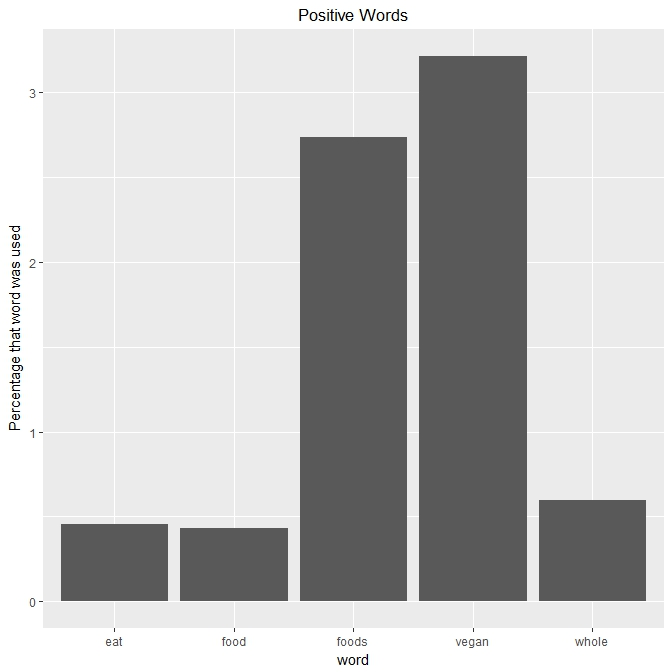 Positive Words
Percentage that word was used
3
2
1
0
eat food foods vegan whole
word